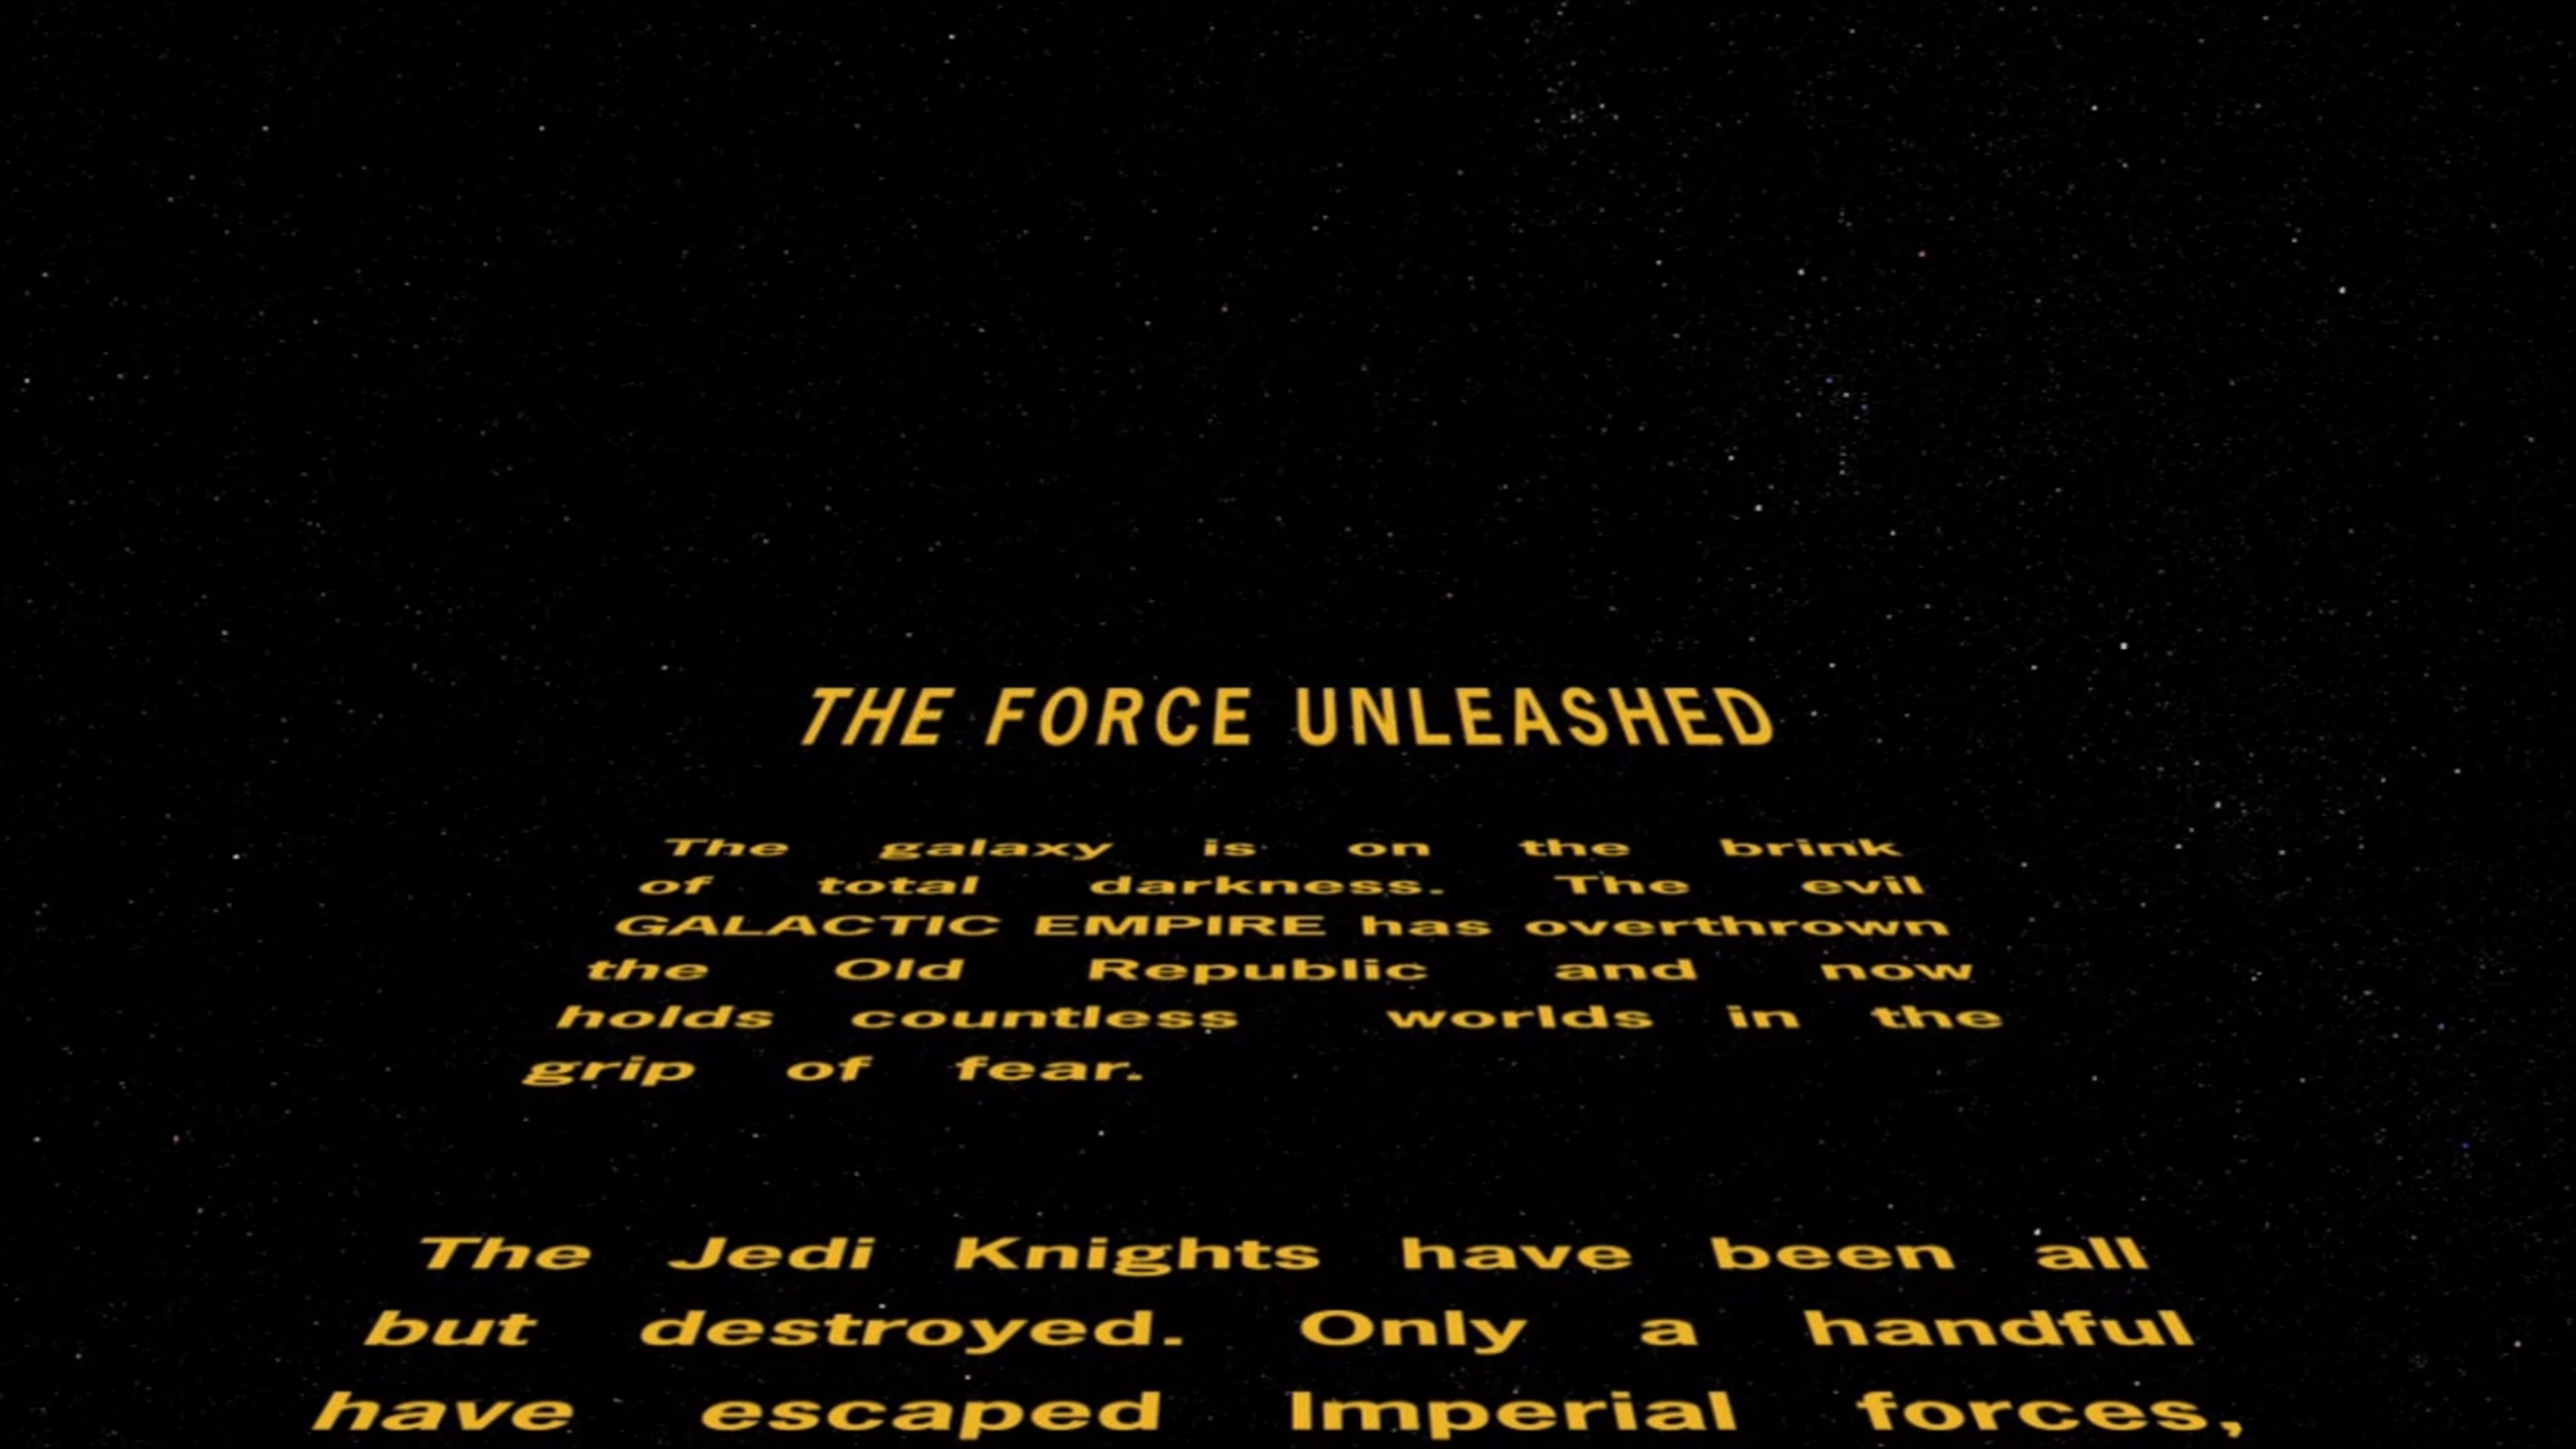 THE FORCE UNLEASHED
The galaxy is on the brink
of total darkness. The evil
GALACTIC EMPIRE has overthrown
the Old Republic and now
holds countless worlds in the
grip of fear.
The Jedi Knights have been all
but destroyed. Only a handful
have escaped Imperial forces,